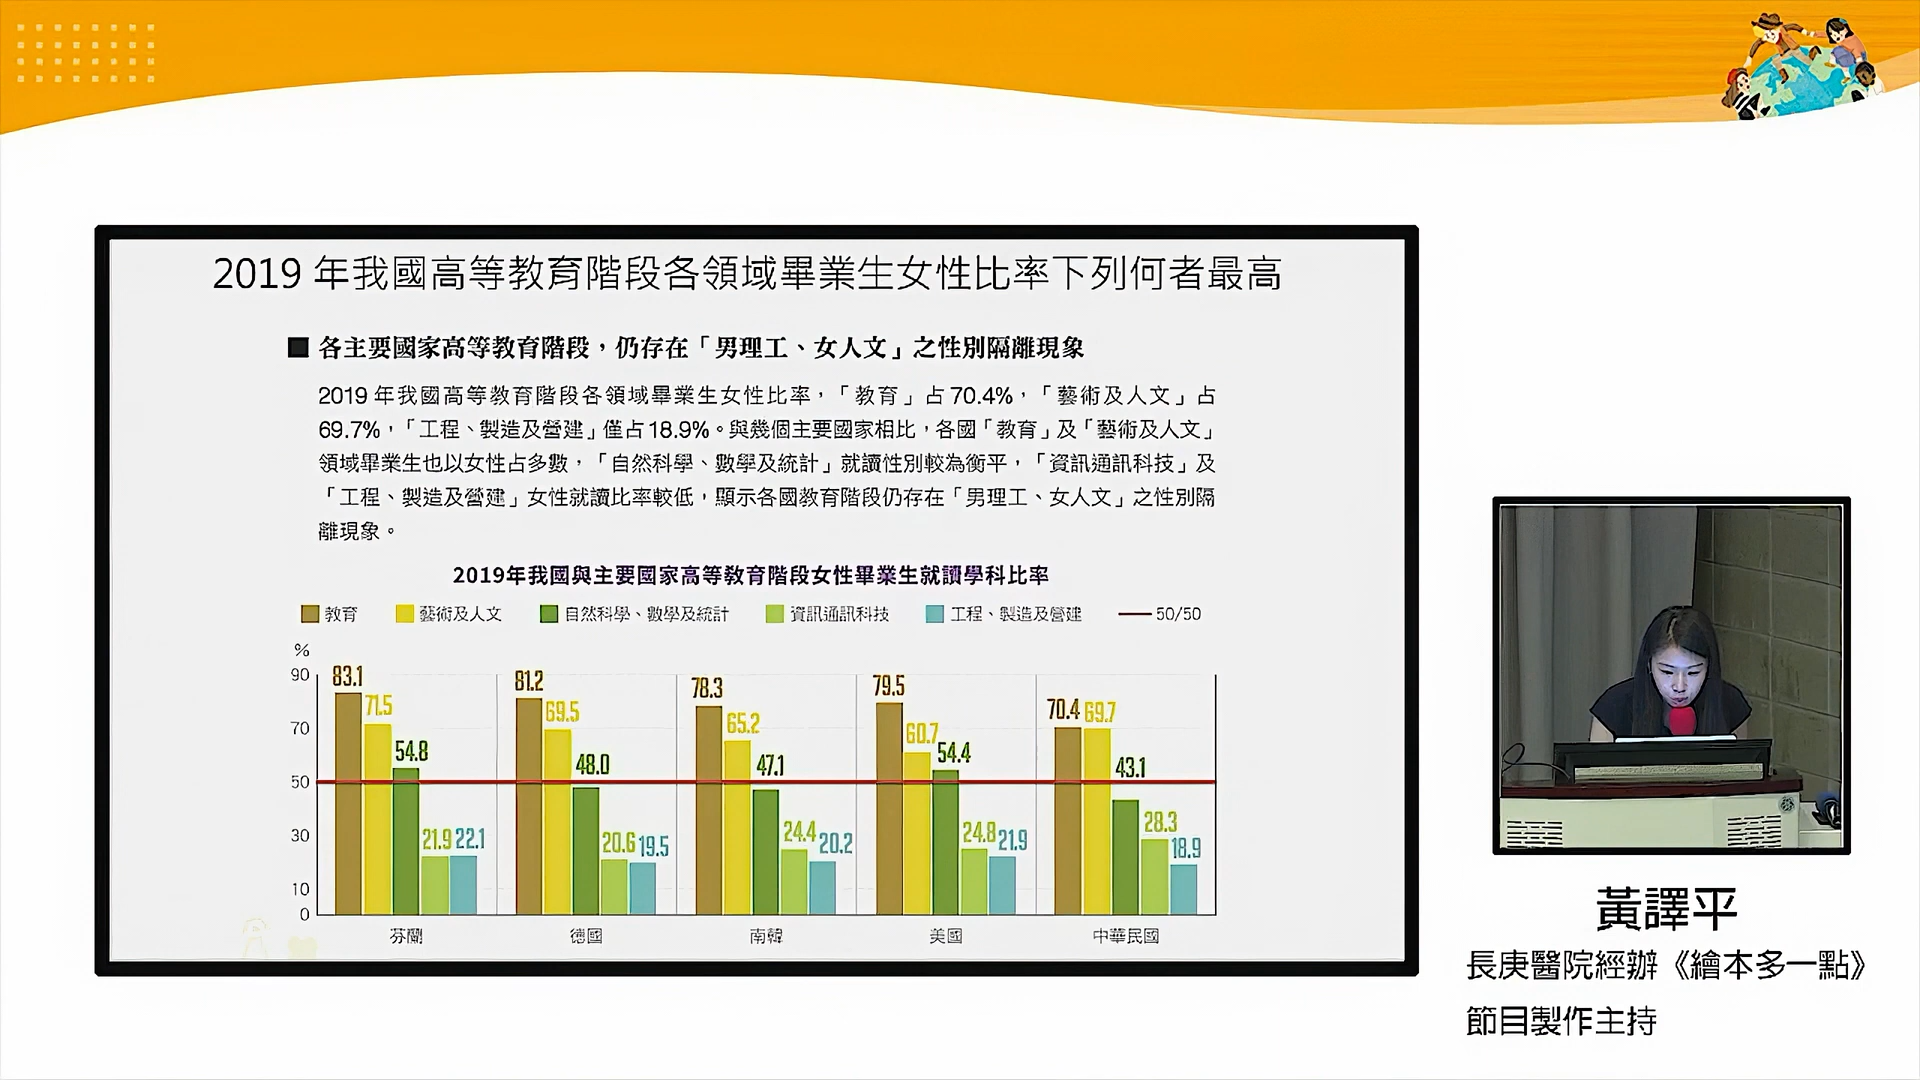 2019 年我國高等教育階段各領域畢業生女性比率下列何者最高
■ 各主要國家高等教育階段，仍存在「男理工、女人文」之性別隔離現象
2019 年我國高等教育階段各領域畢業生女性比率，「教育」占 70.4%，「藝術及人文」占
69.7%，「工程、製造及營建」僅占 18.9%。與幾個主要國家相比，各國「教育」及「藝術及人文」
領域畢業生也以女性占多數，「自然科學、數學及統計」就讀性別較為衡平，「資訊通訊科技」及
「工程、製造及營建」女性就讀比率較低，顯示各國教育階段仍存在「男理工、女人文」之性別隔
離現象。
2019年我國與主要國家高等教育階段女性畢業生就讀學科比率
教育 藝術及人文 自然科學、數學及統計 資訊通訊科技 工程、製造及營建 50/50
%
90
70
50
30
10
0
83.1 71.5 54.8 21.9 22.1
81.2 69.5 48.0 20.6 19.5
78.3 65.2 47.1 24.4 20.2
79.5 60.7 54.4 24.8 21.9
70.4 69.7 43.1 28.3 18.9
芬蘭 德國 南韓 美國 中華民國
黃譯平
長庚醫院經辦《繪本多一點》
節目製作主持